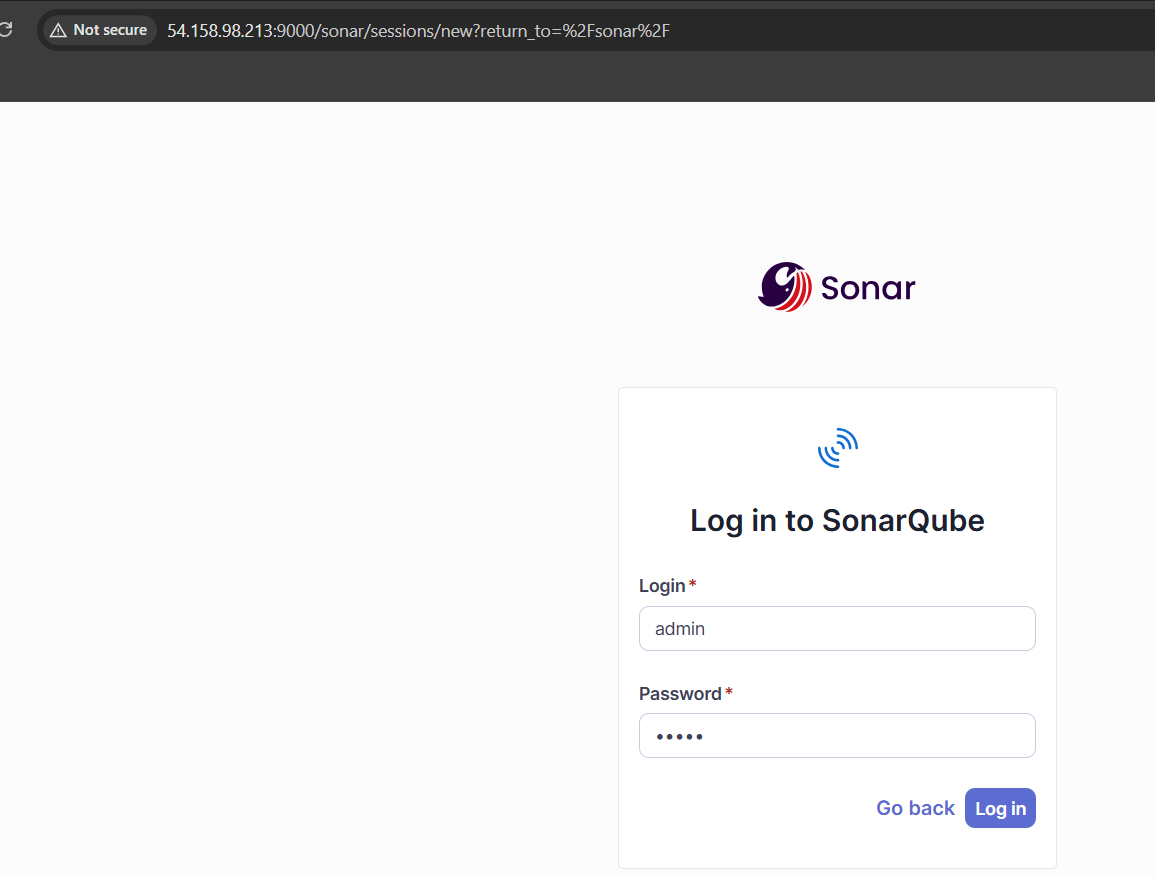 Not secure 54.158.98.213:9000/sonar/sessions/new?return_to=%2Fsonar%2F
Sonar
Log in to SonarQube
Login*
admin
Password*
•••••
Go back Log in